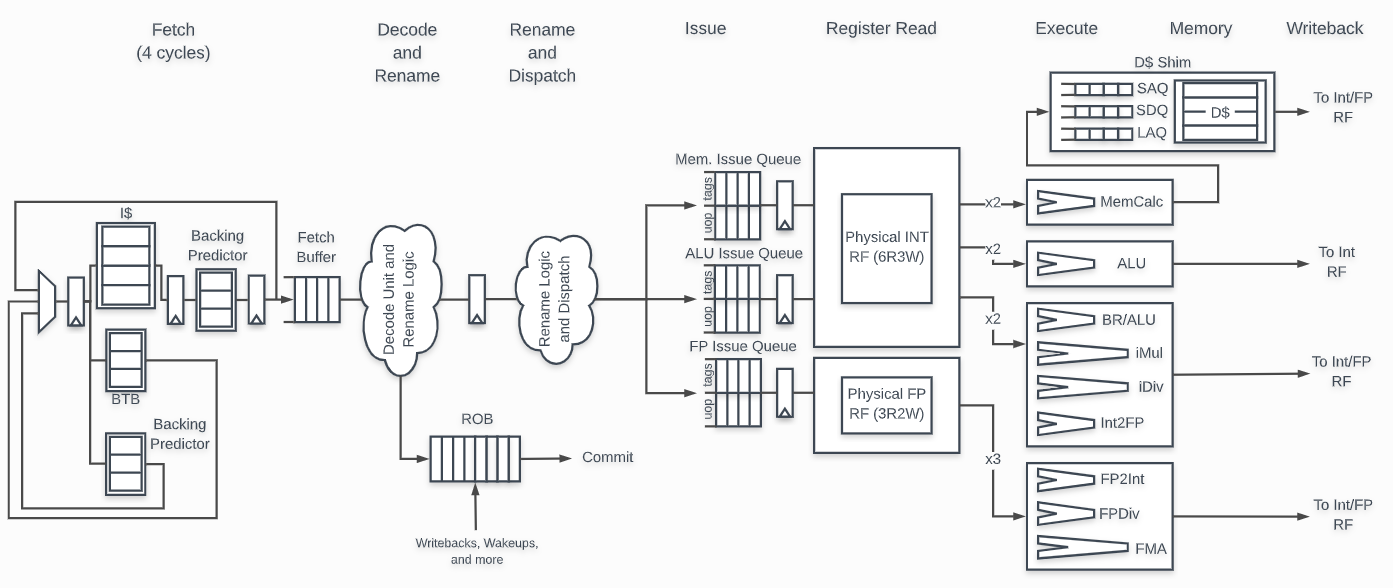 Fetch
(4 cycles)
Decode
and
Rename
Rename
and
Dispatch
Issue
Register Read
Execute
Memory
Writeback
D$ Shim
SAQ
SDQ
LAQ
D$
To Int/FP
RF
I$
Backing
Predictor
Fetch
Buffer
BTB
Backing
Predictor
Decode Unit and
Rename Logic
Rename Logic
and Dispatch
ROB
Commit
Writebacks, Wakeups,
and more
Mem. Issue Queue
tags
uop
ALU Issue Queue
tags
uop
FP Issue Queue
tags
uop
Physical INT
RF (6R3W)
Physical FP
RF (3R2W)
x2
x2
x2
x3
MemCalc
ALU
To Int
RF
BR/ALU
iMul
iDiv
Int2FP
To Int/FP
RF
FP2Int
FPDiv
FMA
To Int/FP
RF